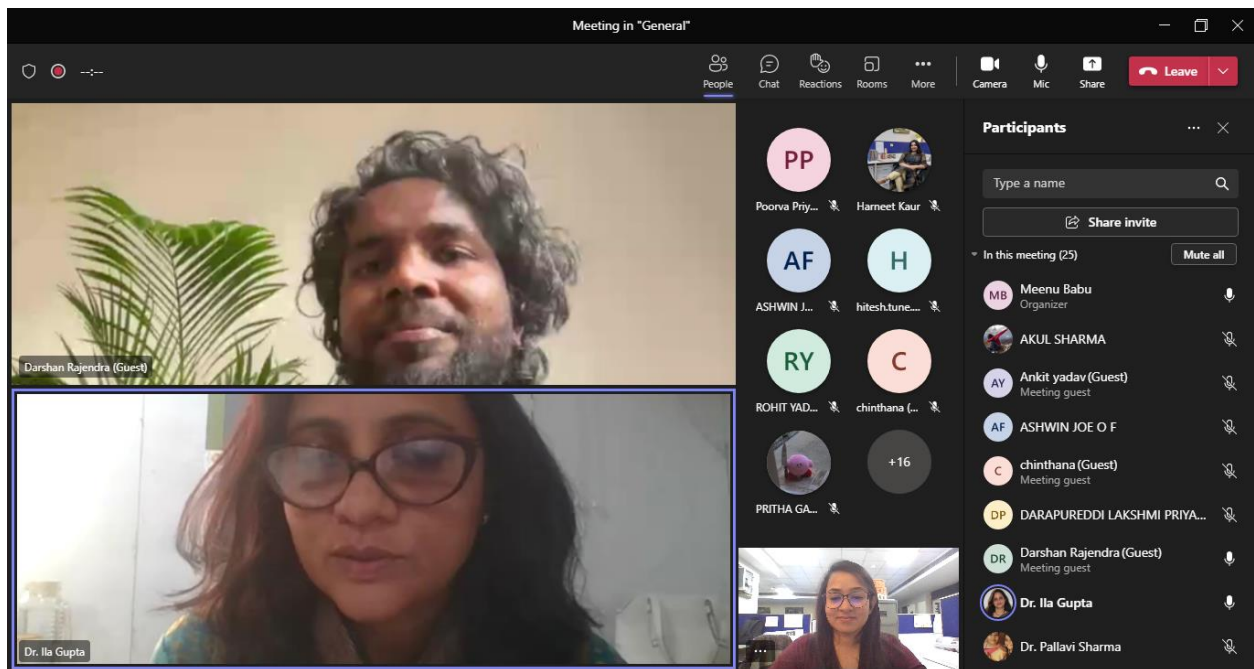 Meeting in "General"
--:--
People
Chat
Reactions
Rooms
More
Camera
Mic
Share
Leave
Darshan Rajendra (Guest)
Dr. Ila Gupta
PP
Poorva Priy...
Harneet Kaur
AF
ASHWIN J...
H
hitesh.tune....
RY
ROHIT YAD...
C
chinthana (...
PRITHA GA...
+16
...
Participants
Type a name
Share invite
In this meeting (25)
Mute all
MB
Meenu Babu
Organizer
AKUL SHARMA
AY
Ankit yadav (Guest)
Meeting guest
AF
ASHWIN JOE O F
C
chinthana (Guest)
Meeting guest
DP
DARAPUREDDI LAKSHMI PRIYA...
DR
Darshan Rajendra (Guest)
Meeting guest
Dr. Ila Gupta
Dr. Pallavi Sharma